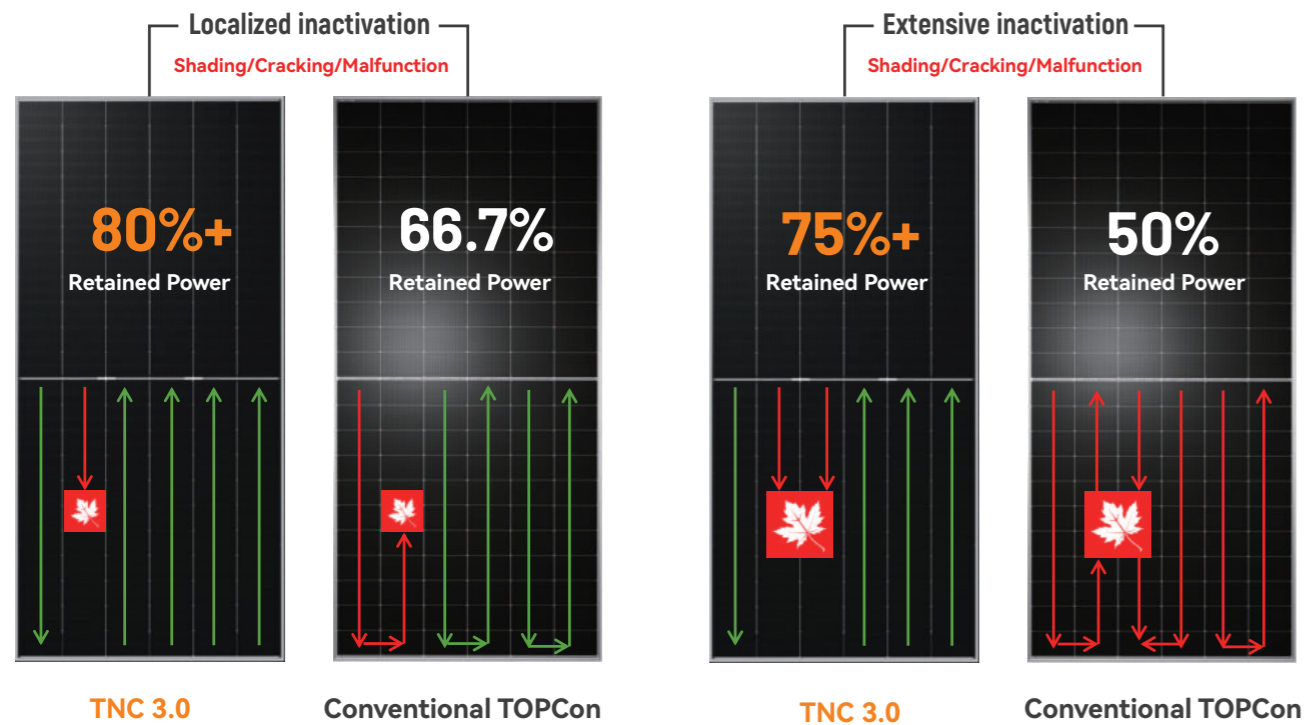 Localized inactivation
Shading/Cracking/Malfunction
80%+
Retained Power
66.7%
Retained Power
TNC 3.0
Conventional TOPCon
Extensive inactivation
Shading/Cracking/Malfunction
75%+
Retained Power
50%
Retained Power
TNC 3.0
Conventional TOPCon